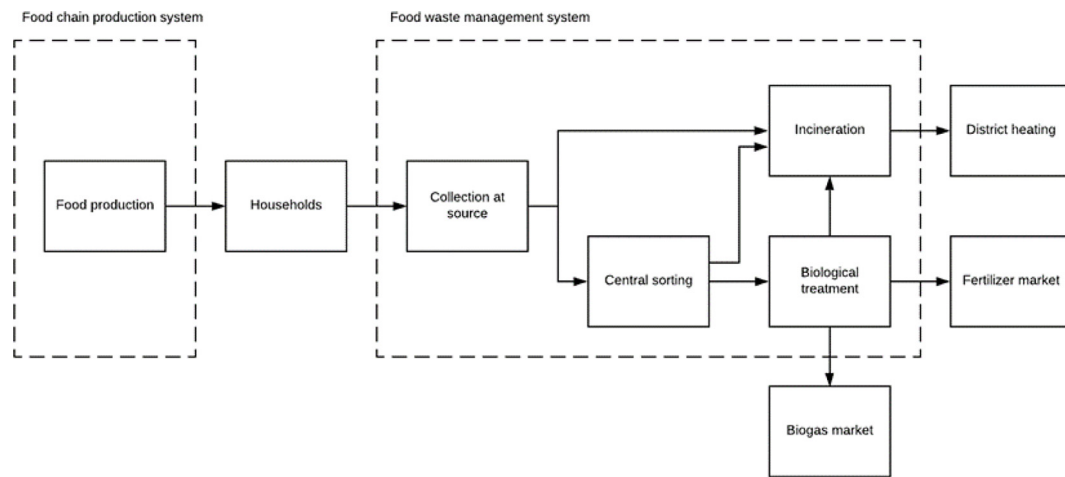 Food chain production system
Food waste management system
Incineration
District heating
Food production
Households
Collection at
source
Central sorting
Biological
treatment
Fertilizer market
Biogas market